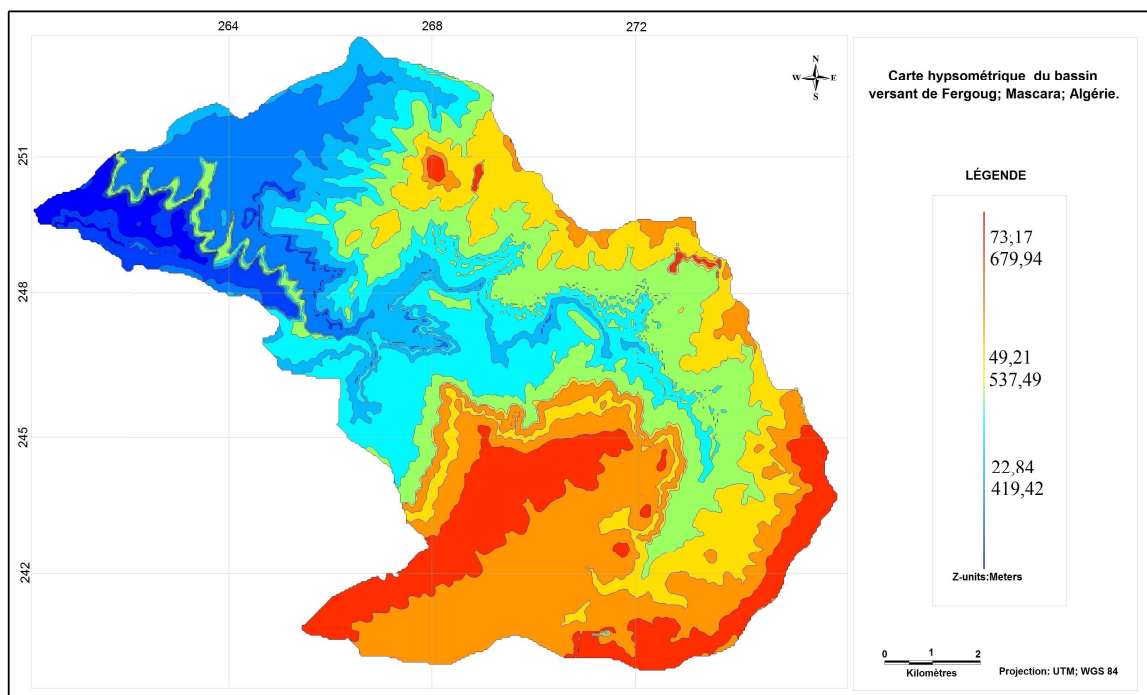 264 268 272
251
248
245
242
N
W E
S
Carte hypsométrique du bassin
versant de Fergoug; Mascara; Algérie.
LÉGENDE
73,17
679,94
49,21
537,49
22,84
419,42
Z-units:Meters
0 1 2
Kilomètres
Projection: UTM; WGS 84